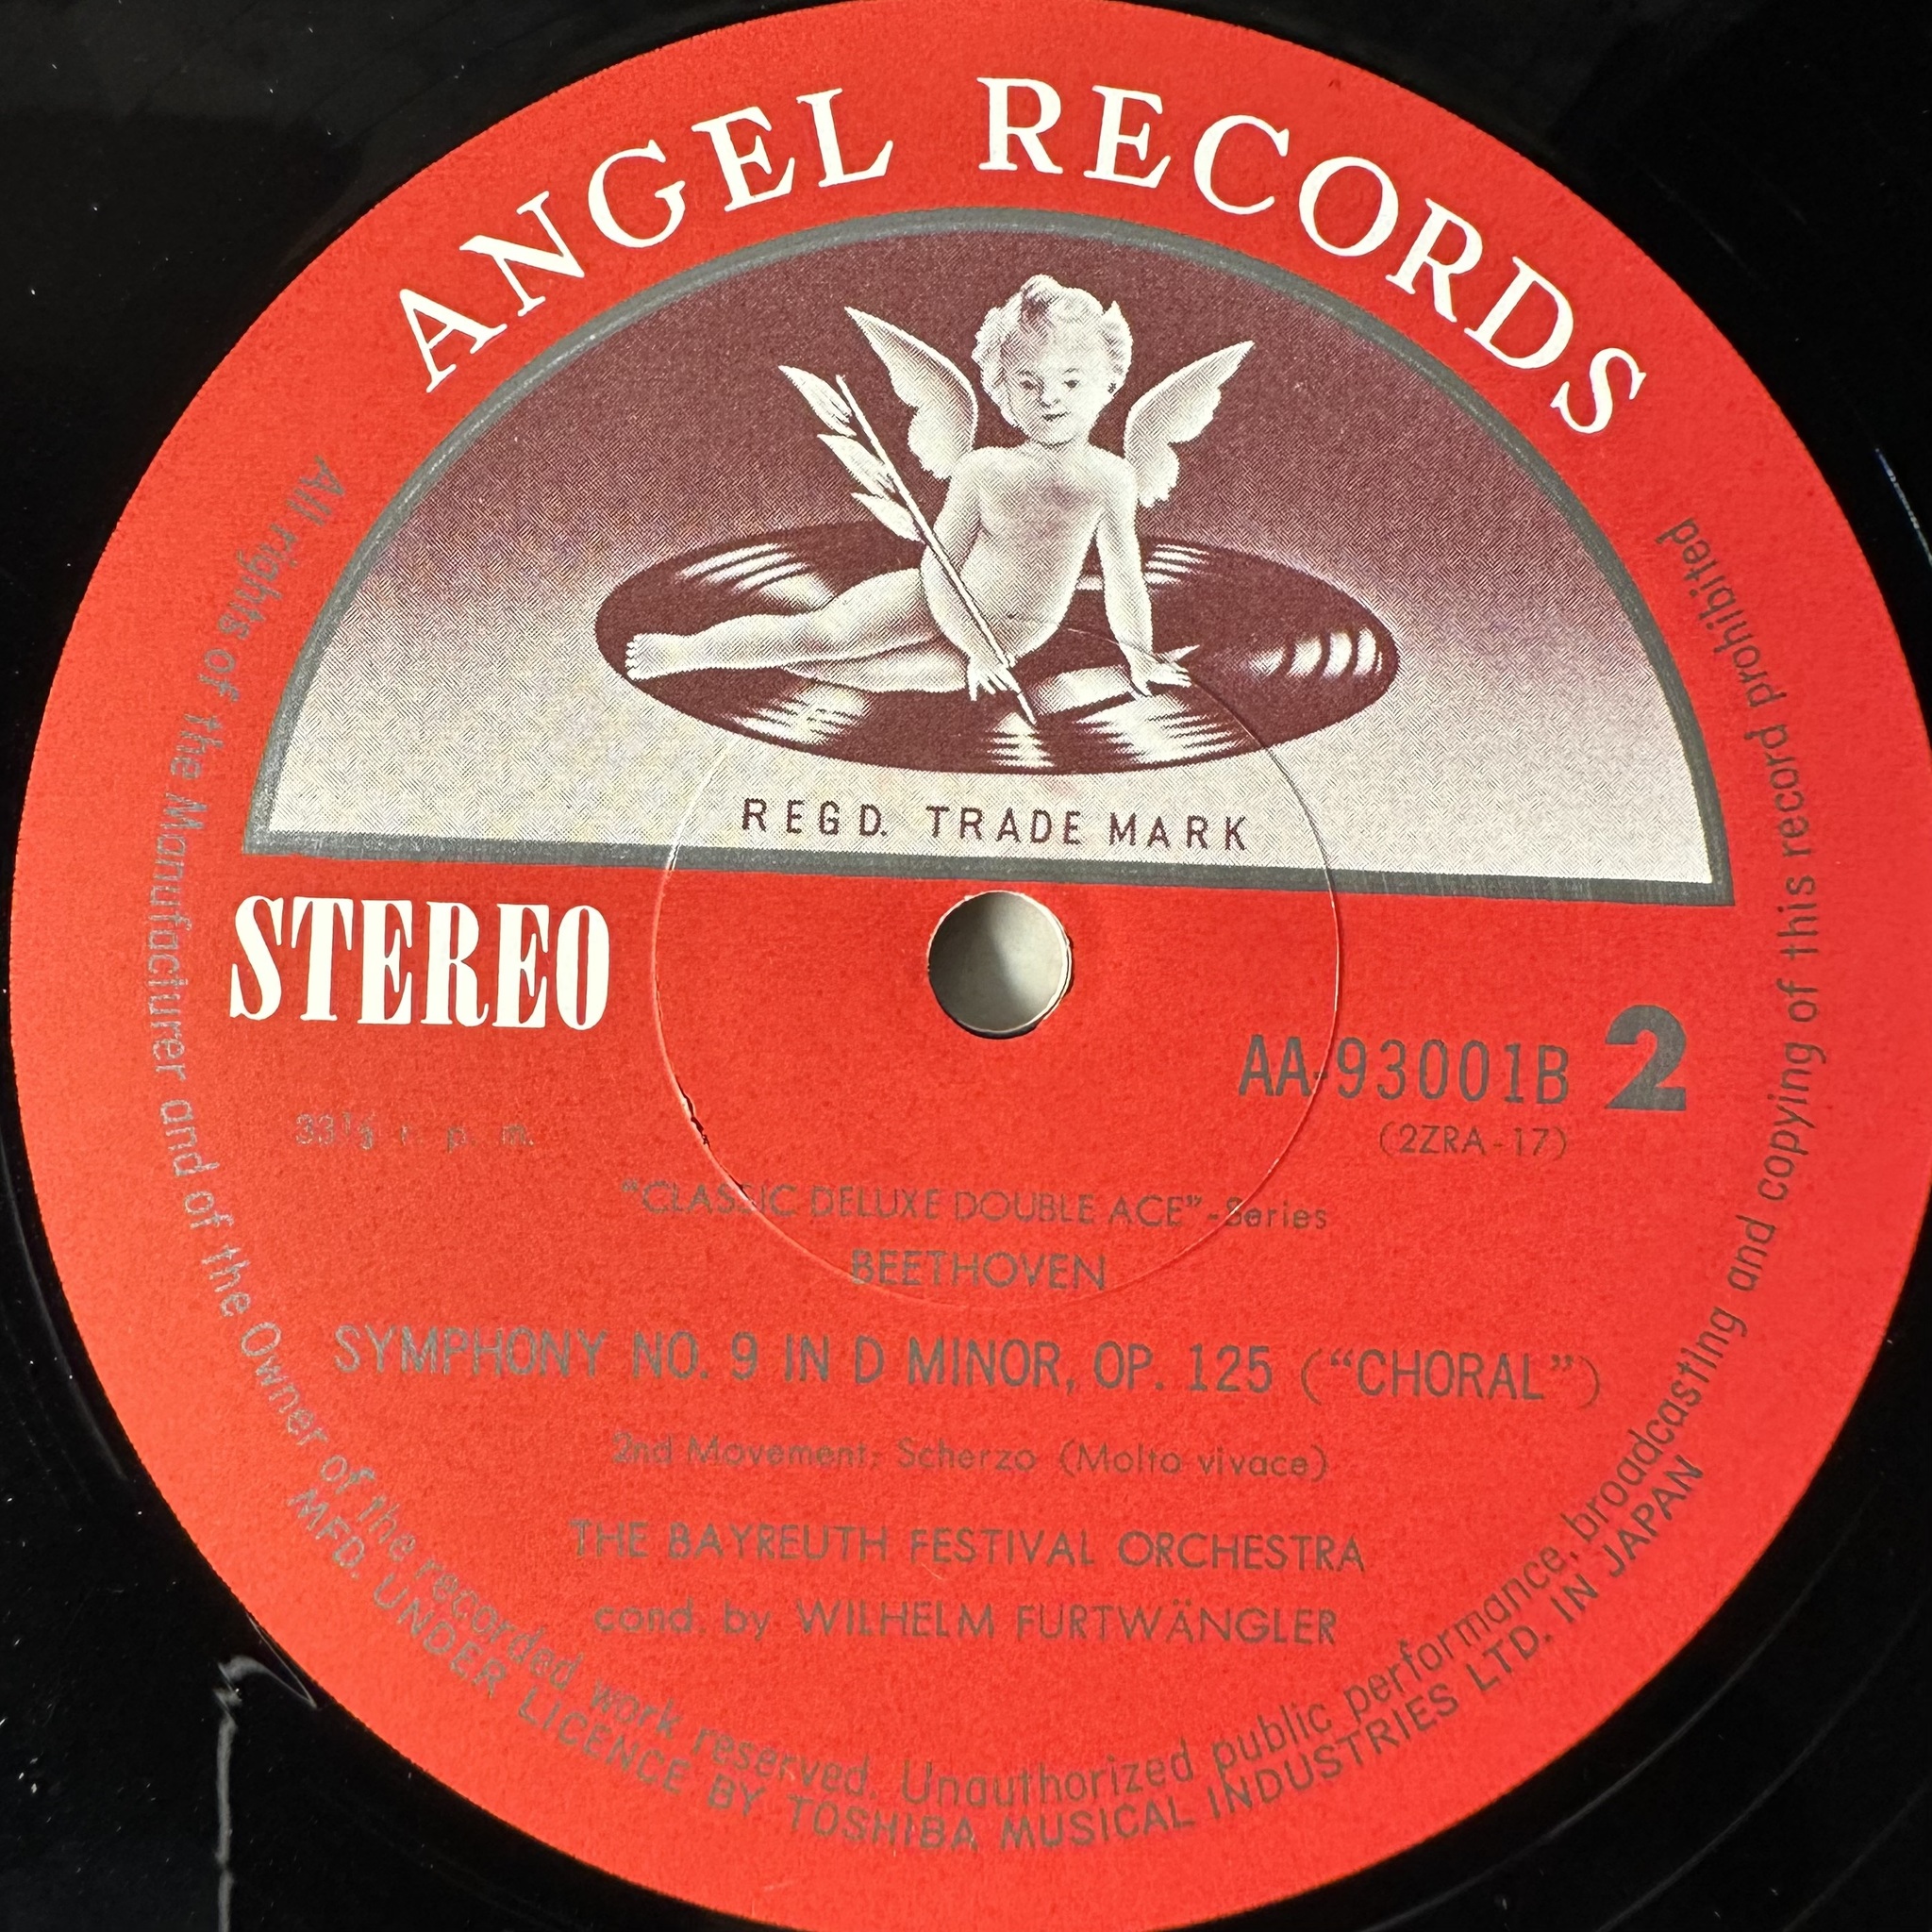 ANGEL RECORDS
REGD. TRADE MARK
STEREO
AA-93001B 2
33⅓ r. p. m.
(2ZRA-17)
“CLASSIC DELUXE DOUBLE ACE”-Series
BEETHOVEN
SYMPHONY NO. 9 IN D MINOR, OP. 125 (“CHORAL”)
2nd Movement: Scherzo (Molto vivace)
THE BAYREUTH FESTIVAL ORCHESTRA
cond. by WILHELM FURTWÄNGLER
All rights of the Manufacturer and of the Owner of the recorded work reserved. Unauthorized public performance, broadcasting and copying of this record prohibited
MFD. UNDER LICENCE BY TOSHIBA MUSICAL INDUSTRIES LTD. IN JAPAN